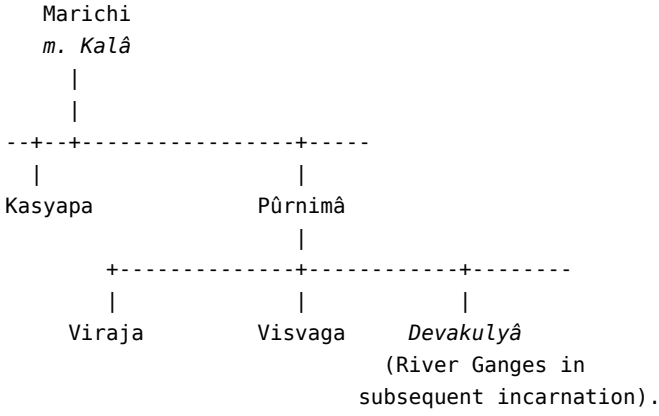 Marichi
m. Kalâ
|
|
--+--+-----------------+-----
| |
Kasyapa Pûrnimâ
|
+--------------+------------+--------
| | |
Viraja Visvaga Devakulyâ
(River Ganges in
subsequent incarnation).